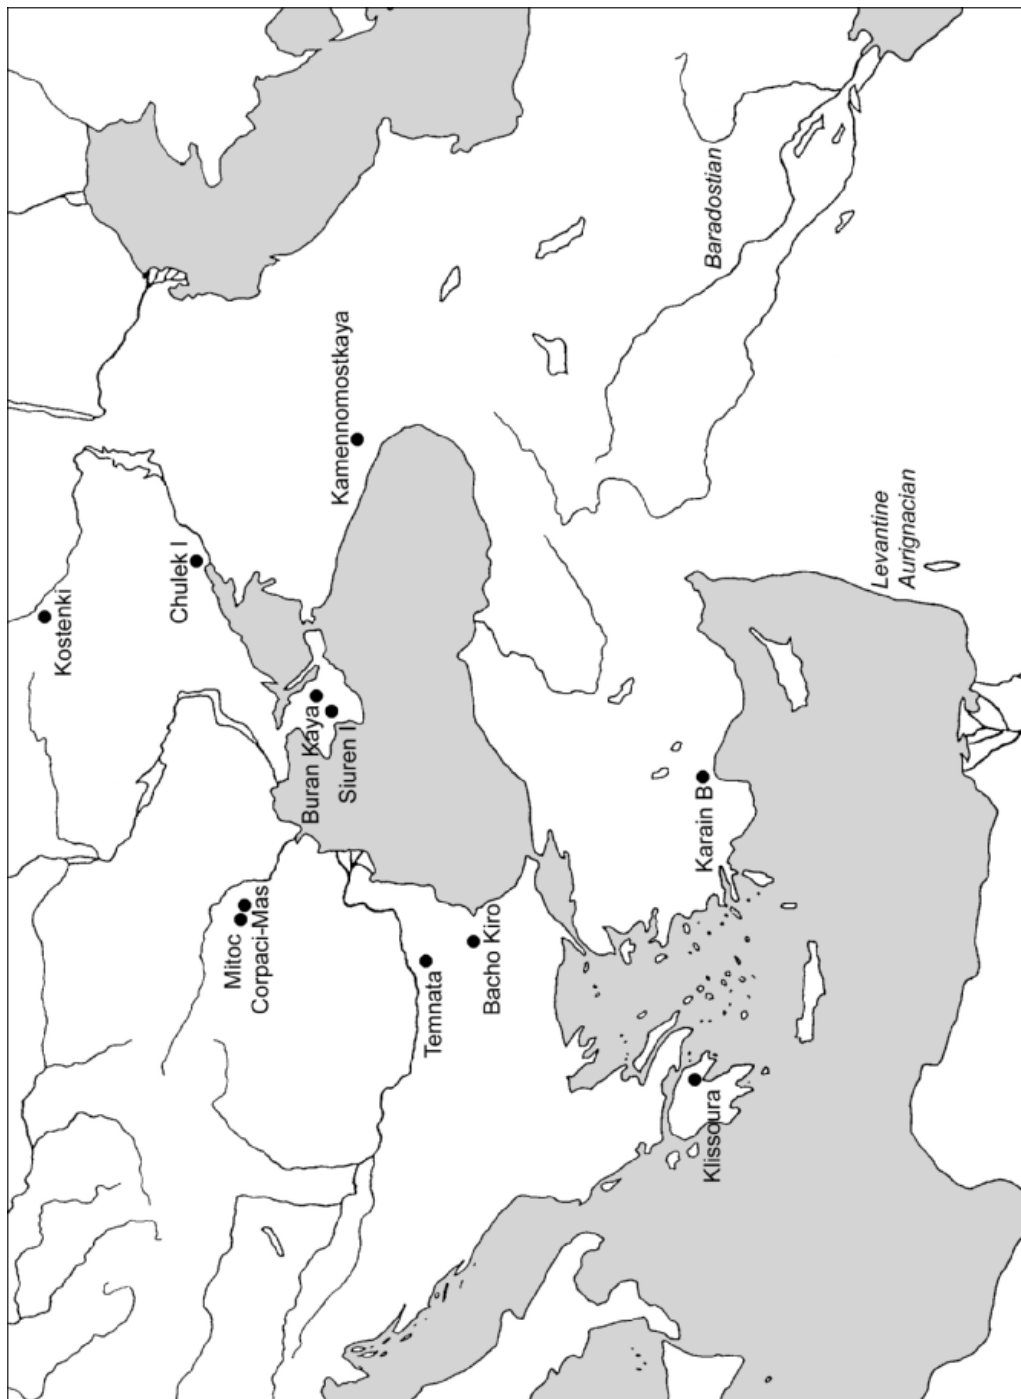 Kostenki
Chulek I
Kamennomostkaya
Baradostian
Mitoc
Corpaci-Mas
Buran Kaya
Siuren I
Temnata
Bacho Kiro
Karain B
Klissoura
Levantine
Aurignacian